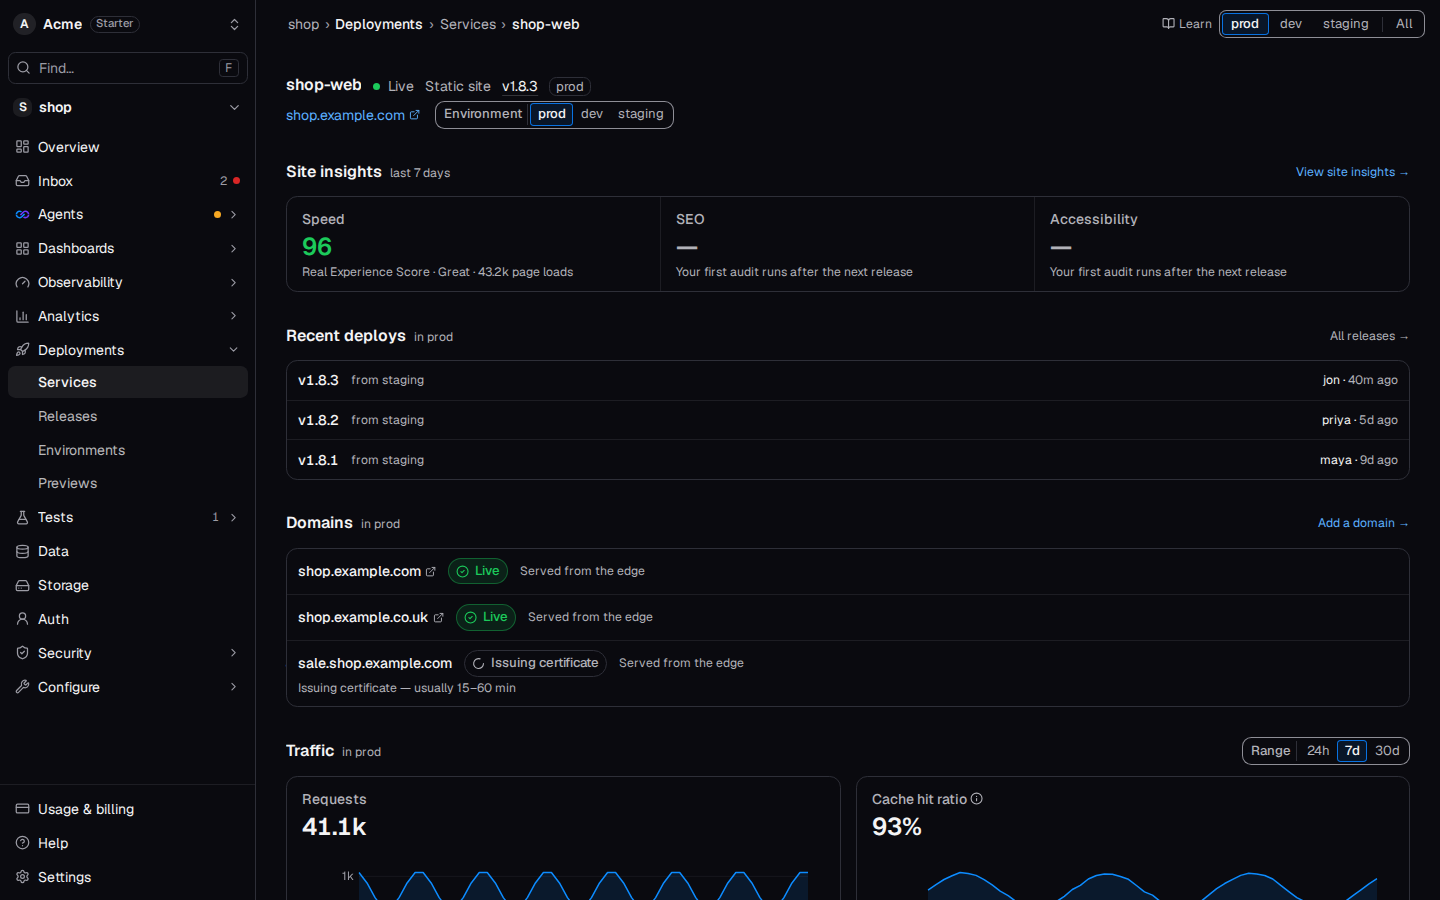 A Acme Starter
Find... F
S shop
Overview
Inbox 2
Agents
Dashboards
Observability
Analytics
Deployments
Services
Releases
Environments
Previews
Tests 1
Data
Storage
Auth
Security
Configure
Usage & billing
Help
Settings
shop › Deployments › Services › shop-web
Learn prod dev staging All
shop-web Live Static site v1.8.3 prod
shop.example.com Environment prod dev staging
Site insights last 7 days View site insights →
Speed
96
Real Experience Score · Great · 43.2k page loads
SEO
—
Your first audit runs after the next release
Accessibility
—
Your first audit runs after the next release
Recent deploys in prod All releases →
v1.8.3 from staging jon · 40m ago
v1.8.2 from staging priya · 5d ago
v1.8.1 from staging maya · 9d ago
Domains in prod Add a domain →
shop.example.com Live Served from the edge
shop.example.co.uk Live Served from the edge
sale.shop.example.com Issuing certificate Served from the edge
Issuing certificate — usually 15–60 min
Traffic in prod Range 24h 7d 30d
Requests
41.1k
1k
Cache hit ratio
93%